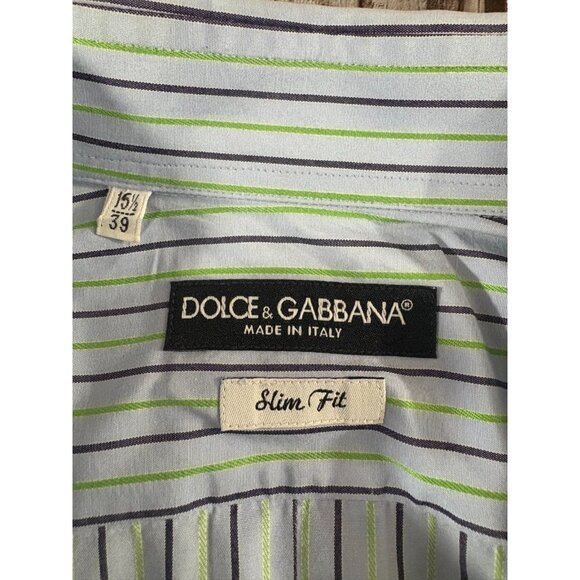 15½
39
DOLCE & GABBANA®
MADE IN ITALY
Slim Fit